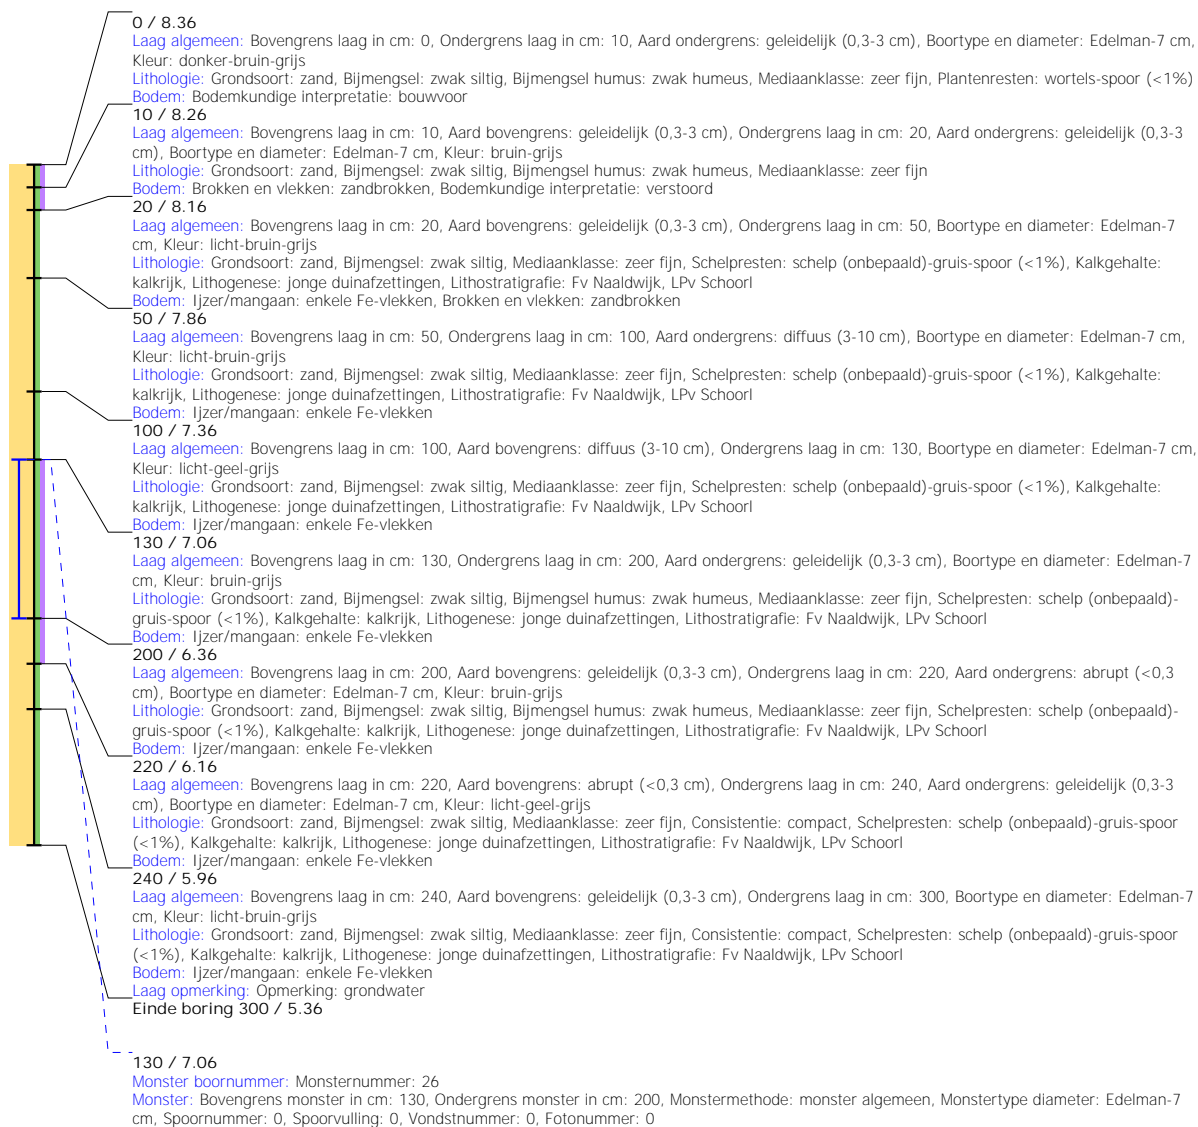 0 / 8.36
Laag algemeen: Bovengrens laag in cm: 0, Ondergrens laag in cm: 10, Aard ondergrens: geleidelijk (0,3-3 cm), Boortype en diameter: Edelman-7 cm,
Kleur: donker-bruin-grijs
Lithologie: Grondsoort: zand, Bijmengsel: zwak siltig, Bijmengsel humus: zwak humeus, Mediaanklasse: zeer fijn, Plantenresten: wortels-spoor (<1%)
Bodem: Bodemkundige interpretatie: bouwvoor
10 / 8.26
Laag algemeen: Bovengrens laag in cm: 10, Aard bovengrens: geleidelijk (0,3-3 cm), Ondergrens laag in cm: 20, Aard ondergrens: geleidelijk (0,3-3
cm), Boortype en diameter: Edelman-7 cm, Kleur: bruin-grijs
Lithologie: Grondsoort: zand, Bijmengsel: zwak siltig, Bijmengsel humus: zwak humeus, Mediaanklasse: zeer fijn
Bodem: Brokken en vlekken: zandbrokken, Bodemkundige interpretatie: verstoord
20 / 8.16
Laag algemeen: Bovengrens laag in cm: 20, Aard bovengrens: geleidelijk (0,3-3 cm), Ondergrens laag in cm: 50, Boortype en diameter: Edelman-7
cm, Kleur: licht-bruin-grijs
Lithologie: Grondsoort: zand, Bijmengsel: zwak siltig, Mediaanklasse: zeer fijn, Schelpresten: schelp (onbepaald)-gruis-spoor (<1%), Kalkgehalte:
kalkrijk, Lithogenese: jonge duinafzettingen, Lithostratigrafie: Fv Naaldwijk, LPv Schoorl
Bodem: Ijzer/mangaan: enkele Fe-vlekken, Brokken en vlekken: zandbrokken
50 / 7.86
Laag algemeen: Bovengrens laag in cm: 50, Ondergrens laag in cm: 100, Aard ondergrens: diffuus (3-10 cm), Boortype en diameter: Edelman-7 cm,
Kleur: licht-bruin-grijs
Lithologie: Grondsoort: zand, Bijmengsel: zwak siltig, Mediaanklasse: zeer fijn, Schelpresten: schelp (onbepaald)-gruis-spoor (<1%), Kalkgehalte:
kalkrijk, Lithogenese: jonge duinafzettingen, Lithostratigrafie: Fv Naaldwijk, LPv Schoorl
Bodem: Ijzer/mangaan: enkele Fe-vlekken
100 / 7.36
Laag algemeen: Bovengrens laag in cm: 100, Aard bovengrens: diffuus (3-10 cm), Ondergrens laag in cm: 130, Boortype en diameter: Edelman-7 cm,
Kleur: licht-geel-grijs
Lithologie: Grondsoort: zand, Bijmengsel: zwak siltig, Mediaanklasse: zeer fijn, Schelpresten: schelp (onbepaald)-gruis-spoor (<1%), Kalkgehalte:
kalkrijk, Lithogenese: jonge duinafzettingen, Lithostratigrafie: Fv Naaldwijk, LPv Schoorl
Bodem: Ijzer/mangaan: enkele Fe-vlekken
130 / 7.06
Laag algemeen: Bovengrens laag in cm: 130, Ondergrens laag in cm: 200, Aard ondergrens: geleidelijk (0,3-3 cm), Boortype en diameter: Edelman-7
cm, Kleur: bruin-grijs
Lithologie: Grondsoort: zand, Bijmengsel: zwak siltig, Bijmengsel humus: zwak humeus, Mediaanklasse: zeer fijn, Schelpresten: schelp (onbepaald)-
gruis-spoor (<1%), Kalkgehalte: kalkrijk, Lithogenese: jonge duinafzettingen, Lithostratigrafie: Fv Naaldwijk, LPv Schoorl
Bodem: Ijzer/mangaan: enkele Fe-vlekken
200 / 6.36
Laag algemeen: Bovengrens laag in cm: 200, Aard bovengrens: geleidelijk (0,3-3 cm), Ondergrens laag in cm: 220, Aard ondergrens: abrupt (<0,3
cm), Boortype en diameter: Edelman-7 cm, Kleur: bruin-grijs
Lithologie: Grondsoort: zand, Bijmengsel: zwak siltig, Bijmengsel humus: zwak humeus, Mediaanklasse: zeer fijn, Schelpresten: schelp (onbepaald)-
gruis-spoor (<1%), Kalkgehalte: kalkrijk, Lithogenese: jonge duinafzettingen, Lithostratigrafie: Fv Naaldwijk, LPv Schoorl
Bodem: Ijzer/mangaan: enkele Fe-vlekken
220 / 6.16
Laag algemeen: Bovengrens laag in cm: 220, Aard bovengrens: abrupt (<0,3 cm), Ondergrens laag in cm: 240, Aard ondergrens: geleidelijk (0,3-3
cm), Boortype en diameter: Edelman-7 cm, Kleur: licht-geel-grijs
Lithologie: Grondsoort: zand, Bijmengsel: zwak siltig, Mediaanklasse: zeer fijn, Consistentie: compact, Schelpresten: schelp (onbepaald)-gruis-spoor
(<1%), Kalkgehalte: kalkrijk, Lithogenese: jonge duinafzettingen, Lithostratigrafie: Fv Naaldwijk, LPv Schoorl
Bodem: Ijzer/mangaan: enkele Fe-vlekken
240 / 5.96
Laag algemeen: Bovengrens laag in cm: 240, Aard bovengrens: geleidelijk (0,3-3 cm), Ondergrens laag in cm: 300, Boortype en diameter: Edelman-7
cm, Kleur: licht-bruin-grijs
Lithologie: Grondsoort: zand, Bijmengsel: zwak siltig, Mediaanklasse: zeer fijn, Consistentie: compact, Schelpresten: schelp (onbepaald)-gruis-spoor
(<1%), Kalkgehalte: kalkrijk, Lithogenese: jonge duinafzettingen, Lithostratigrafie: Fv Naaldwijk, LPv Schoorl
Bodem: Ijzer/mangaan: enkele Fe-vlekken
Laag opmerking: Opmerking: grondwater
Einde boring 300 / 5.36
130 / 7.06
Monster boornummer: Monsternummer: 26
Monster: Bovengrens monster in cm: 130, Ondergrens monster in cm: 200, Monstermethode: monster algemeen, Monstertype diameter: Edelman-7
cm, Spoornummer: 0, Spoorvulling: 0, Vondstnummer: 0, Fotonummer: 0